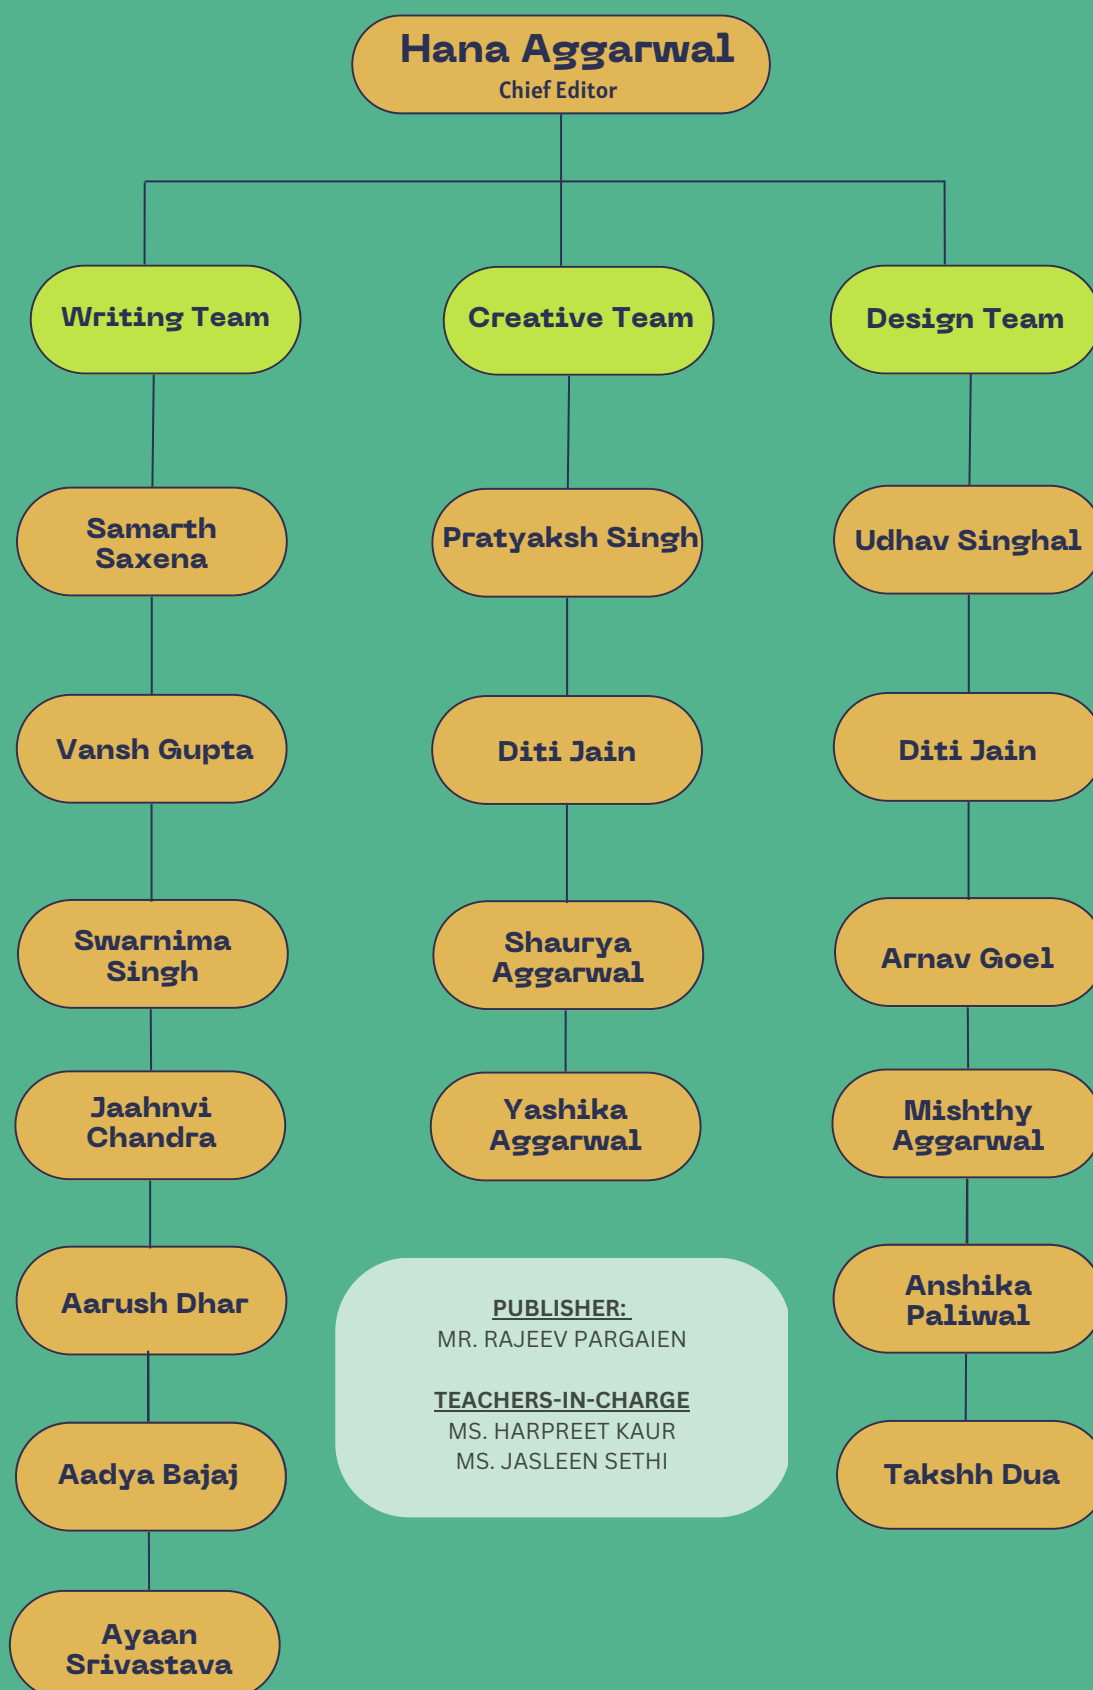 Hana Aggarwal
Chief Editor
Writing Team
Creative Team
Design Team
Samarth
Saxena
Pratyaksh Singh
Udhav Singhal
Vansh Gupta
Diti Jain
Diti Jain
Swarnima
Singh
Shaurya
Aggarwal
Arnav Goel
Jaahnvi
Chandra
Yashika
Aggarwal
Mishthy
Aggarwal
Aarush Dhar
Anshika
Paliwal
PUBLISHER:
MR. RAJEEV PARGAIEN
TEACHERS-IN-CHARGE
MS. HARPREET KAUR
MS. JASLEEN SETHI
Aadya Bajaj
Takshh Dua
Ayaan
Srivastava